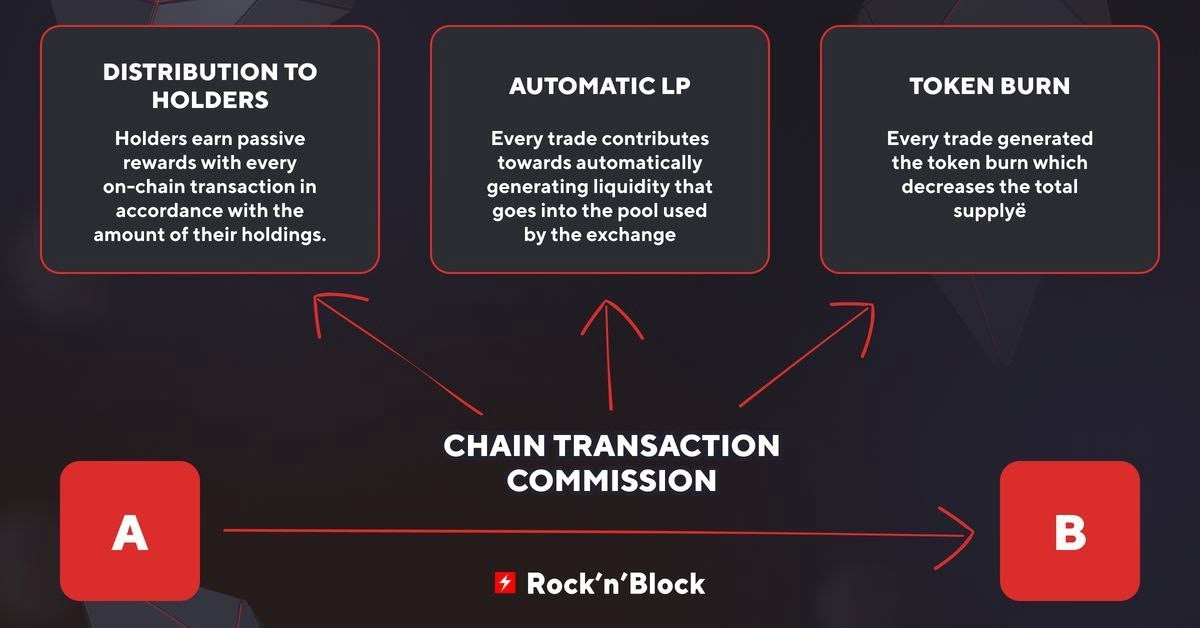 DISTRIBUTION TO
HOLDERS
Holders earn passive
rewards with every
on-chain transaction in
accordance with the
amount of their holdings.
AUTOMATIC LP
Every trade contributes
towards automatically
generating liquidity that
goes into the pool used
by the exchange
TOKEN BURN
Every trade generated
the token burn which
decreases the total
supplyë
CHAIN TRANSACTION
COMMISSION
A
B
Rock'n'Block